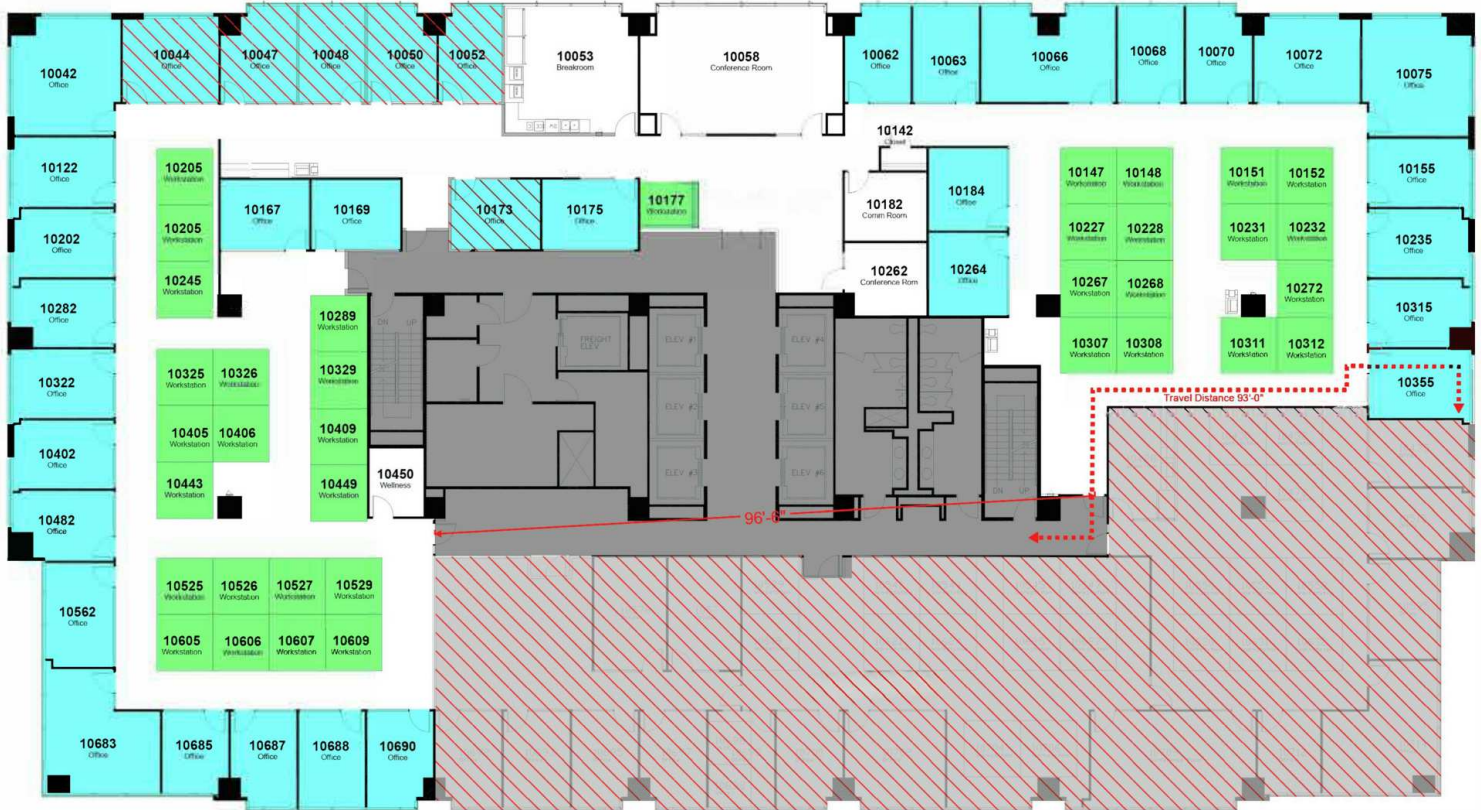 10042
Office
10044
Office
10047
Office
10048
Office
10050
Office
10052
Office
10053
Breakroom
10058
Conference Room
10062
Office
10063
Office
10066
Office
10068
Office
10070
Office
10072
Office
10075
Office
10122
Office
10142
Closet
10147
Workstation
10148
Workstation
10151
Workstation
10152
Workstation
10155
Office
10205
Workstation
10167
Office
10169
Office
10173
Office
10175
Office
10177
Workstation
10182
Comm Room
10184
Office
10202
Office
10205
Workstation
10227
Workstation
10228
Workstation
10231
Workstation
10232
Workstation
10235
Office
10245
Workstation
10262
Conference Rom
10264
Office
10267
Workstation
10268
Workstation
10272
Workstation
10282
Office
10289
Workstation
DN UP
FREIGHT
ELEV
ELEV #1
ELEV #4
10307
Workstation
10308
Workstation
10311
Workstation
10312
Workstation
10315
Office
10322
Office
10325
Workstation
10326
Workstation
10329
Workstation
ELEV #2
ELEV #5
Travel Distance 93'-0"
10355
Office
10402
Office
10405
Workstation
10406
Workstation
10409
Workstation
10443
Workstation
10449
Workstation
10450
Wellness
ELEV #3
ELEV #6
DN UP
96'-6"
10482
Office
10525
Workstation
10526
Workstation
10527
Workstation
10529
Workstation
10562
Office
10605
Workstation
10606
Workstation
10607
Workstation
10609
Workstation
10683
Office
10685
Office
10687
Office
10688
Office
10690
Office